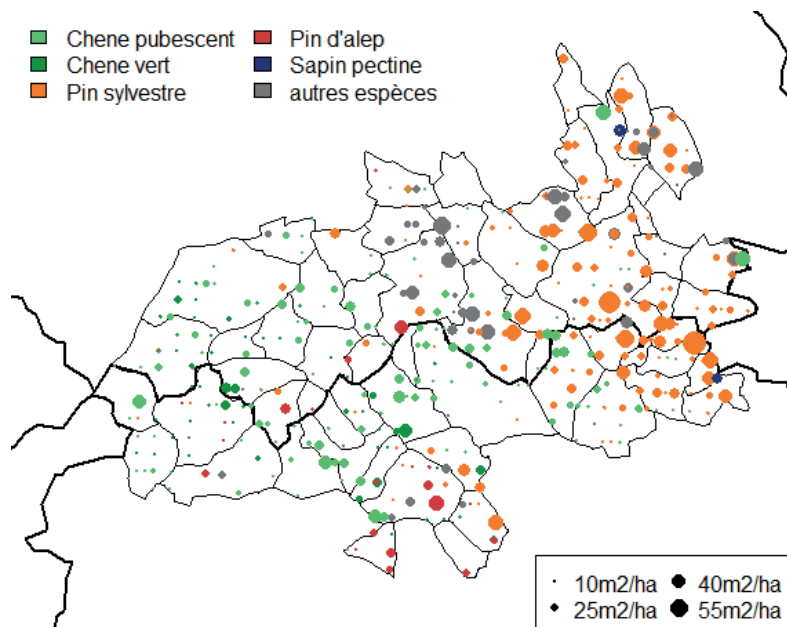 Chene pubescent
Chene vert
Pin sylvestre
Pin d'alep
Sapin pectine
autres espèces
10m2/ha
25m2/ha
40m2/ha
55m2/ha